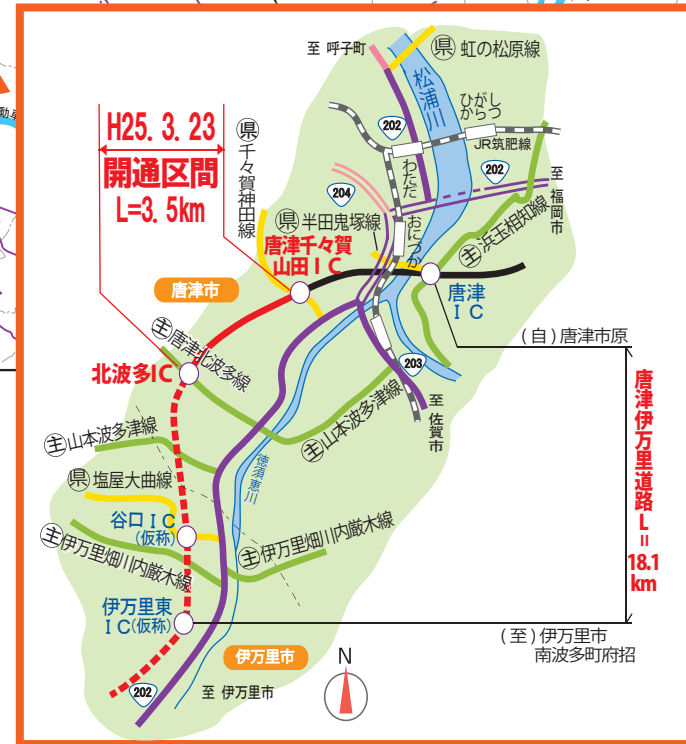 至 呼子町
県 虹の松原線
松浦川
ひがし
からつ
202
JR筑肥線
わただ
202
至 福岡市
H25. 3. 23
開通区間
L=3. 5km
県 千々賀神田線
204
県 半田鬼塚線
おにづか
主 浜玉相知線
唐津千々賀
山田IC
唐津市
唐津
IC
(自)唐津市原
主 唐津北波多線
北波多IC
203
至 佐賀市
主 山本波多津線
主 山本波多津線
徳須恵川
県 塩屋大曲線
谷口IC
(仮称)
主 伊万里畑川内厳木線
主 伊万里畑川内厳木線
唐津伊万里道路 L=
18.1
km
伊万里東
IC(仮称)
(至)伊万里市
南波多町府招
伊万里市
N
202
至 伊万里市